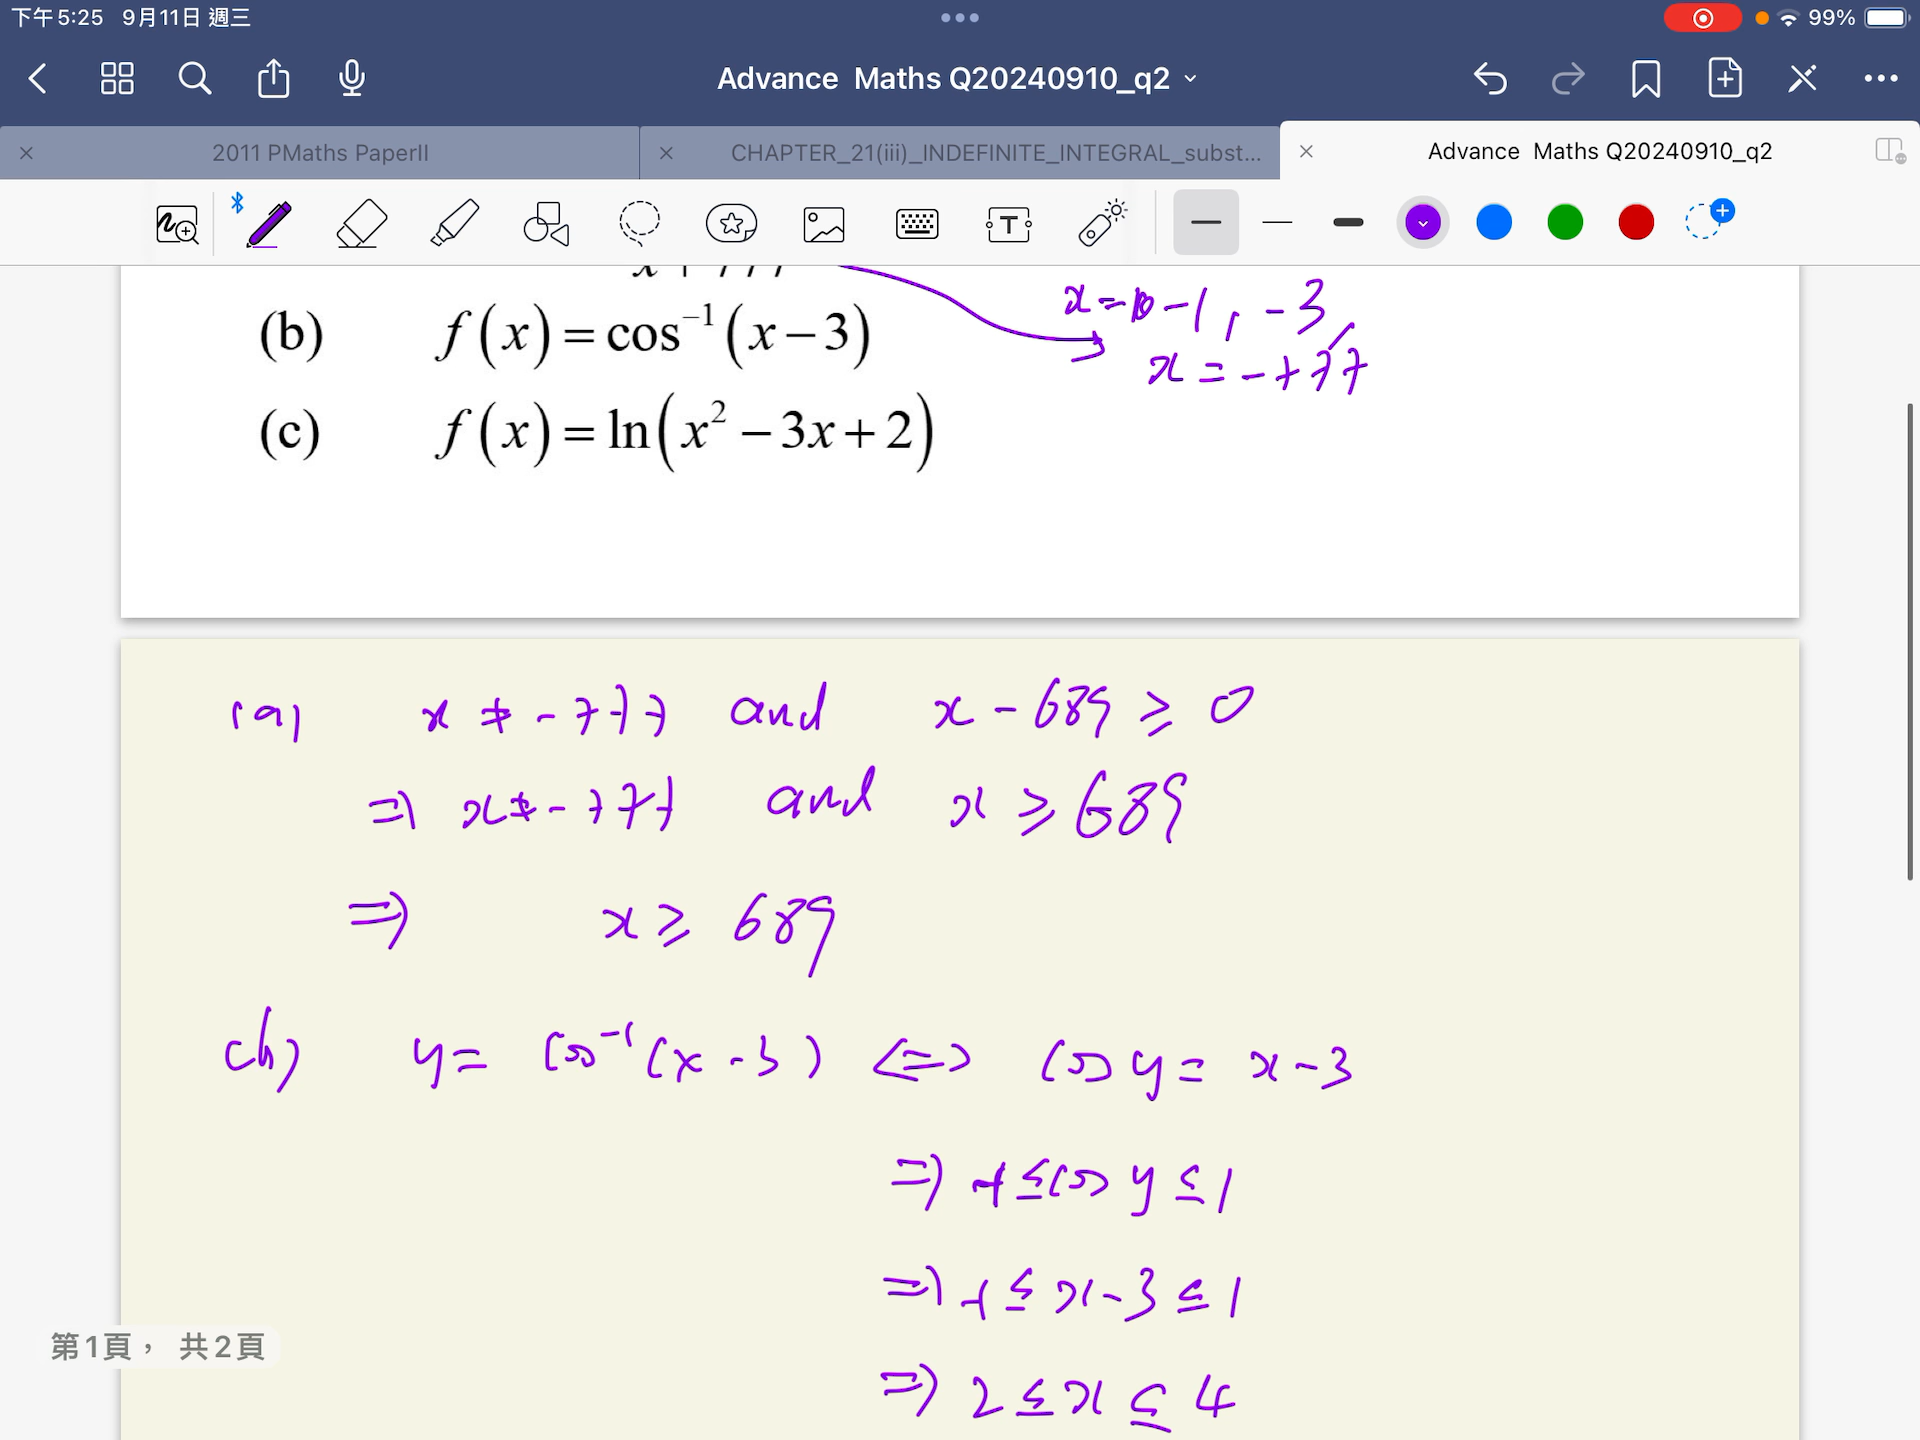 下午5:25 9月11日 週三
99%
Advance Maths Q20240910_q2
2011 PMaths PaperII
CHAPTER_21(iii)_INDEFINITE_INTEGRAL_subst...
Advance Maths Q20240910_q2
T
(b) f(x) = cos⁻¹(x−3)
x = -1, -3,
x = -777
(c) f(x) = ln(x² − 3x + 2)
(a) x ≠ -777 and x - 689 ≥ 0
⇒ x ≠ -777 and x ≥ 689
⇒ x ≥ 689
(b) y = cos⁻¹(x-3) ⇔ cos y = x-3
⇒ -1 ≤ cos y ≤ 1
⇒ -1 ≤ x-3 ≤ 1
第1頁， 共2頁
⇒ 2 ≤ x ≤ 4